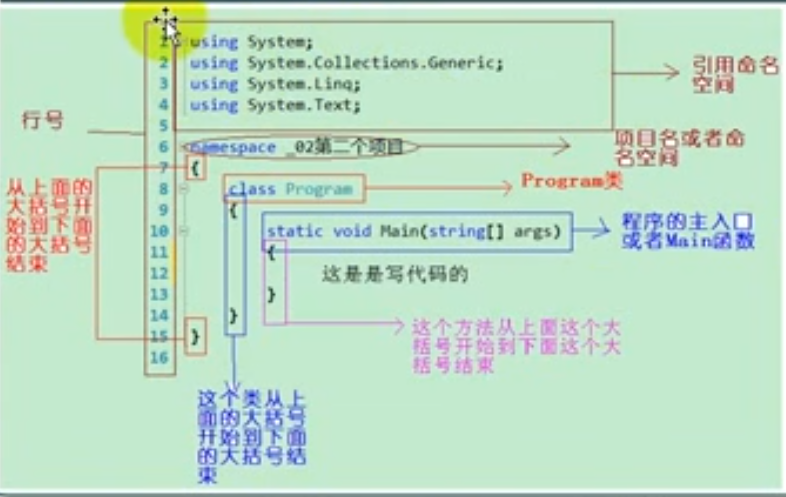 1 using System;
2 using System.Collections.Generic;
3 using System.Linq;
4 using System.Text;
5
6 namespace _02第二个项目
7 {
8 class Program
9 {
10 static void Main(string[] args)
11 {
12 这是是写代码的
13 }
14 }
15 }
16
引用命名
空间
行号
项目名或者命
名空间
从上面的
大括号开
始到下面
的大括号
结束
Program类
程序的主入口
或者Main函数
这个方法从上面这个大
括号开始到下面这个大
括号结束
这个类从上
面的大括号
开始到下面
的大括号结
束